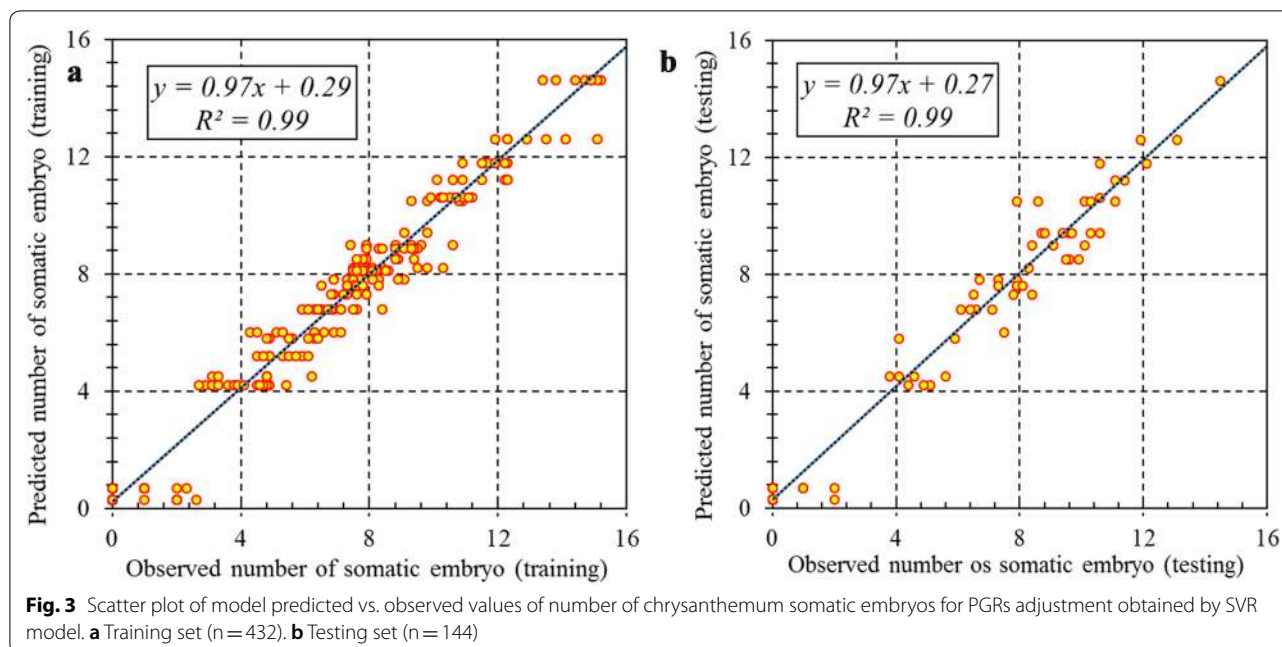 Predicted number of somatic embryo (training)
16
12
8
4
0
a
y = 0.97x + 0.29
R² = 0.99
0 4 8 12 16
Observed number of somatic embryo (training)
Predicted number of somatic embryo (testing)
16
12
8
4
0
b
y = 0.97x + 0.27
R² = 0.99
0 4 8 12 16
Observed number os somatic embryo (testing)
Fig. 3 Scatter plot of model predicted vs. observed values of number of chrysanthemum somatic embryos for PGRs adjustment obtained by SVR
model. a Training set (n = 432). b Testing set (n = 144)